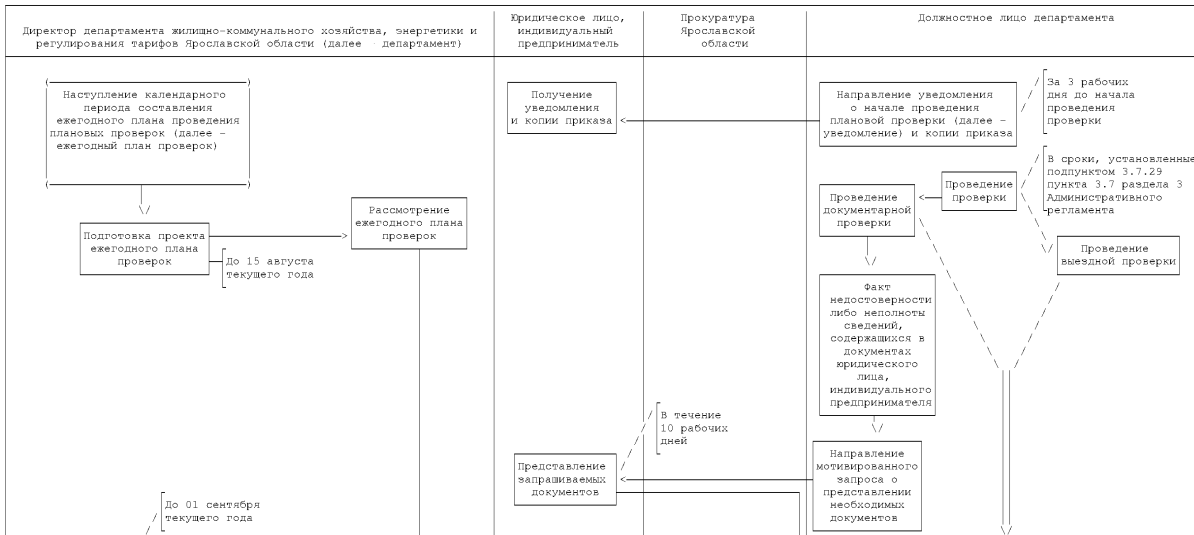 Директор департамента жилищно-коммунального хозяйства, энергетики и
регулирования тарифов Ярославской области (далее - департамент)
Юридическое лицо,
индивидуальный
предприниматель
Прокуратура
Ярославской
области
Должностное лицо департамента
Наступление календарного
периода составления
ежегодного плана проведения
плановых проверок (далее -
ежегодный план проверок)
Подготовка проекта
ежегодного плана
проверок
До 15 августа
текущего года
Рассмотрение
ежегодного плана
проверок
До 01 сентября
текущего года
Получение
уведомления
и копии приказа
Направление уведомления
о начале проведения
плановой проверки (далее -
уведомление) и копии приказа
За 3 рабочих
дня до начала
проведения
проверки
В сроки, установленные
подпунктом 3.7.29
пункта 3.7 раздела 3
Административного
регламента
Проведение
проверки
Проведение
документарной
проверки
Проведение
выездной проверки
Факт
недостоверности
либо неполноты
сведений,
содержащихся в
документах
юридического
лица,
индивидуального
предпринимателя
В течение
10 рабочих
дней
Представление
запрашиваемых
документов
Направление
мотивированного
запроса о
представлении
необходимых
документов